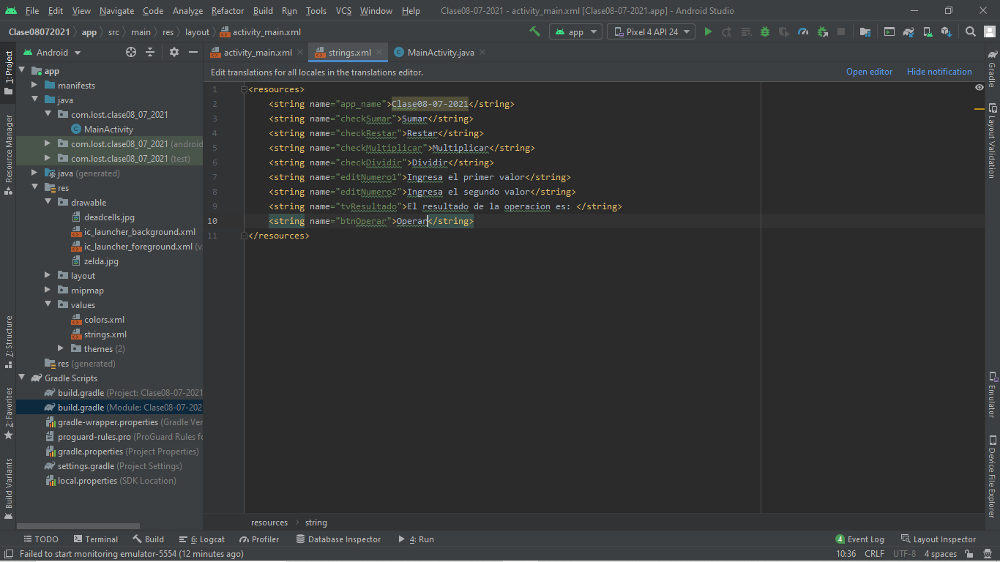 File Edit View Navigate Code Analyze Refactor Build Run Tools VCS Window Help Clase08-07-2021 - activity_main.xml [Clase08-07-2021.app] - Android Studio
Clase08072021 app src main res layout activity_main.xml app Pixel 4 API 24
Android
activity_main.xml strings.xml MainActivity.java
Edit translations for all locales in the translations editor. Open editor Hide notification
1: Project
Resource Manager
7: Structure
2: Favorites
Build Variants
app
manifests
java
com.lost.clase08_07_2021
MainActivity
com.lost.clase08_07_2021 (android
com.lost.clase08_07_2021 (test)
java (generated)
res
drawable
deadcells.jpg
ic_launcher_background.xml
ic_launcher_foreground.xml (v
zelda.jpg
layout
mipmap
values
colors.xml
strings.xml
themes (2)
res (generated)
Gradle Scripts
build.gradle (Project: Clase08-07-2021
build.gradle (Module: Clase08-07-202
gradle-wrapper.properties (Gradle Ver
proguard-rules.pro (ProGuard Rules fo
gradle.properties (Project Properties)
settings.gradle (Project Settings)
local.properties (SDK Location)
1 <resources>
2 <string name="app_name">Clase08-07-2021</string>
3 <string name="checkSumar">Sumar</string>
4 <string name="checkRestar">Restar</string>
5 <string name="checkMultiplicar">Multiplicar</string>
6 <string name="checkDividir">Dividir</string>
7 <string name="editNumero1">Ingresa el primer valor</string>
8 <string name="editNumero2">Ingresa el segundo valor</string>
9 <string name="tvResultado">El resultado de la operacion es: </string>
10 <string name="btnOperar">Operar</string>
11 </resources>
Gradle
Layout Validation
Emulator
Device File Explorer
resources string
TODO Terminal Build 6: Logcat Profiler Database Inspector 4: Run 4 Event Log Layout Inspector
Failed to start monitoring emulator-5554 (12 minutes ago) 10:36 CRLF UTF-8 4 spaces